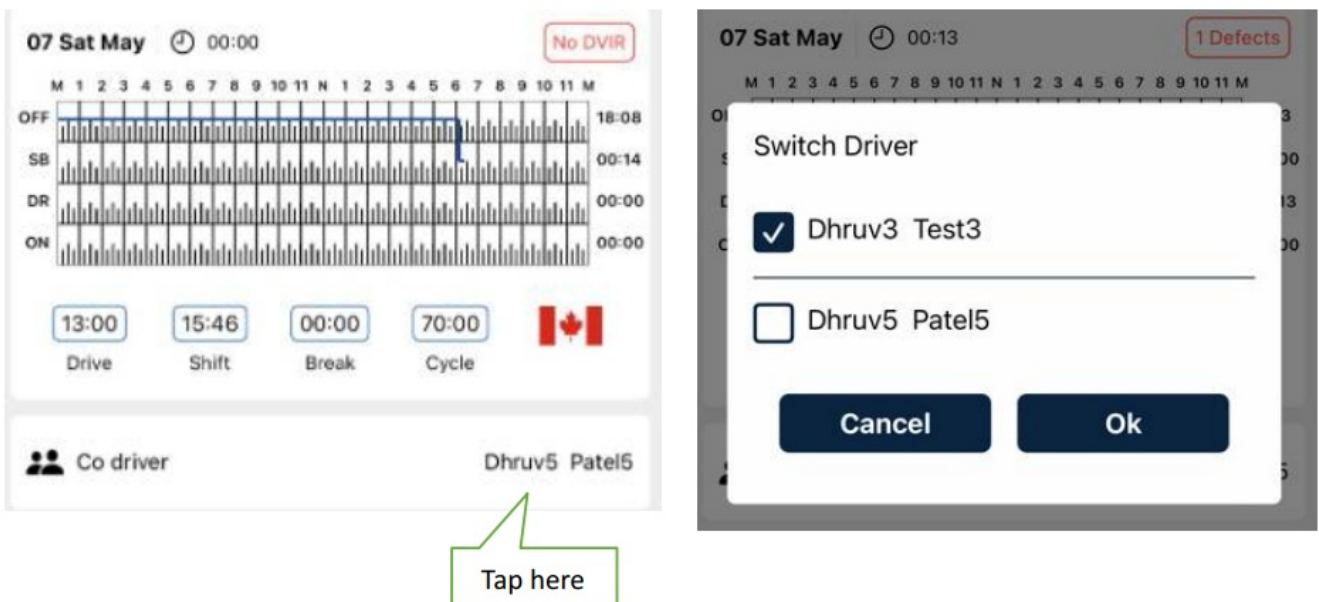 07 Sat May 00:00 No DVIR
M 1 2 3 4 5 6 7 8 9 10 11 N 1 2 3 4 5 6 7 8 9 10 11 M
OFF 18:08
SB 00:14
DR 00:00
ON 00:00
13:00 15:46 00:00 70:00
Drive Shift Break Cycle
Co driver Dhruv5 Patel5
Tap here
07 Sat May 00:13 1 Defects
M 1 2 3 4 5 6 7 8 9 10 11 N 1 2 3 4 5 6 7 8 9 10 11 M
Switch Driver
Dhruv3 Test3
Dhruv5 Patel5
Cancel Ok